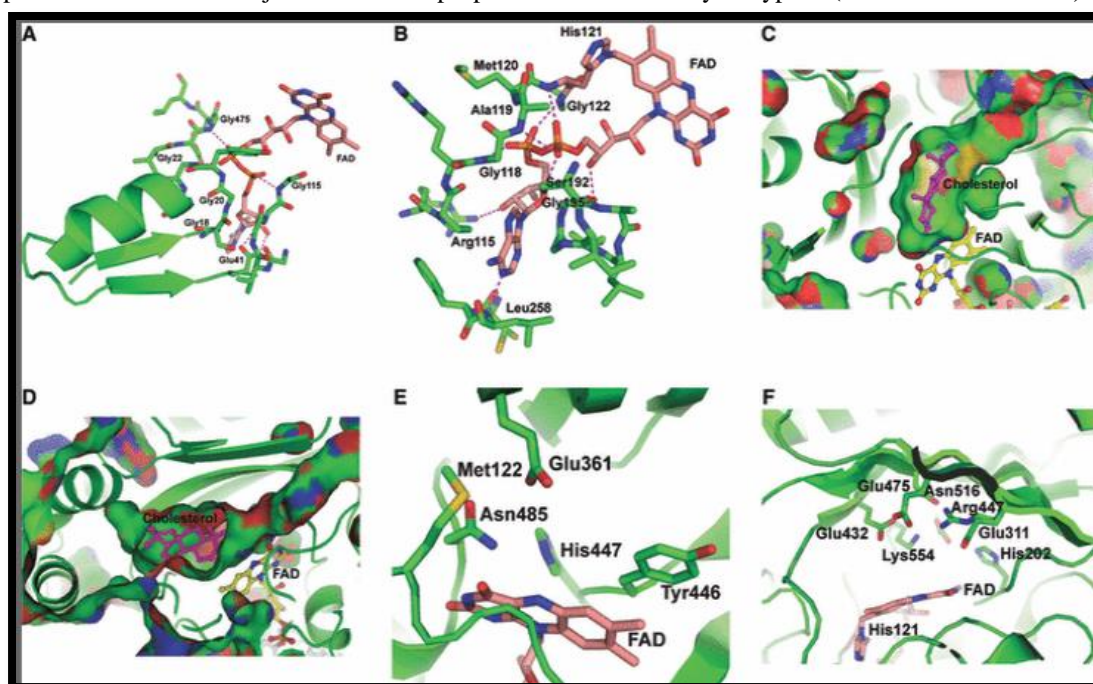 A
Gly475
FAD
Gly22
Gly20
Gly115
Gly18
Glu41
B
His121
Met120
FAD
Ala119
Gly122
Gly118
Ser192
Arg115
Leu258
C
Cholesterol
FAD
D
Cholesterol
FAD
E
Glu361
Met122
Asn485
His447
Tyr446
FAD
F
Glu475
Asn516
Arg447
Glu432
Glu311
Lys554
His202
FAD
His121